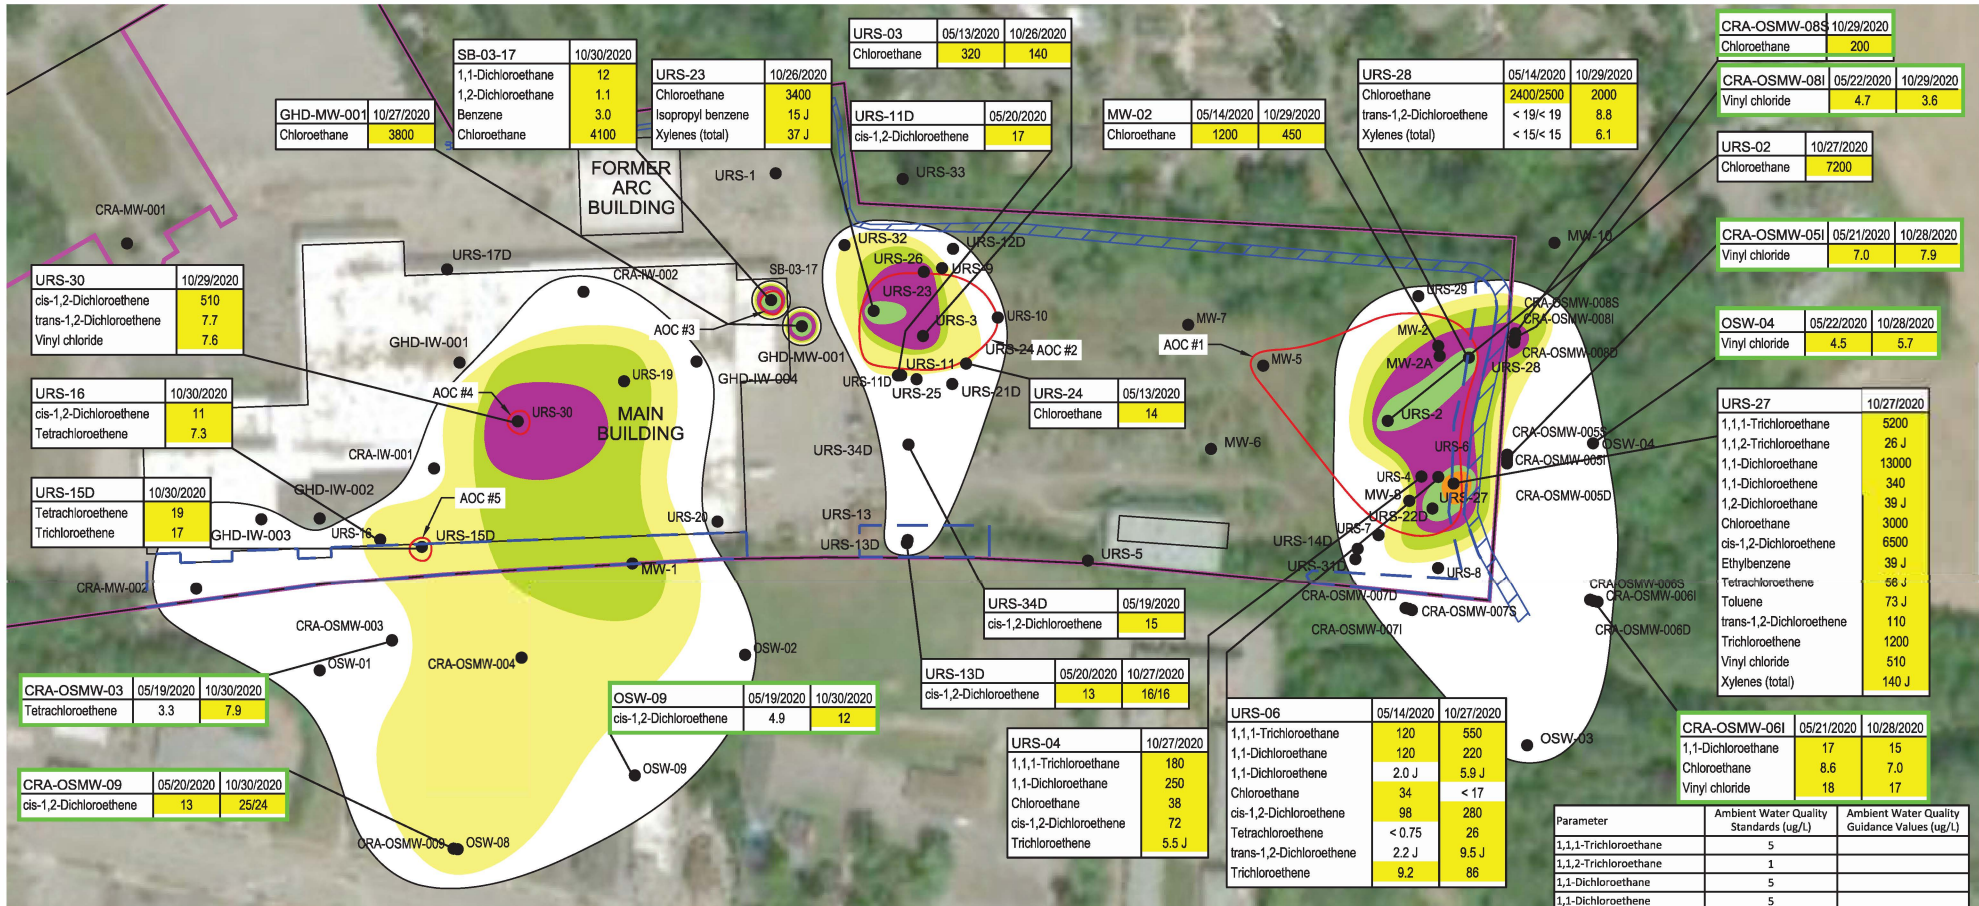 URS-03 05/13/2020 10/26/2020
Chloroethane 320 140
SB-03-17 10/30/2020
1,1-Dichloroethane 12
1,2-Dichloroethane 1.1
Benzene 3.0
Chloroethane 4100
URS-23 10/26/2020
Chloroethane 3400
Isopropyl benzene 15 J
Xylenes (total) 37 J
GHD-MW-001 10/27/2020
Chloroethane 3800
URS-11D 05/20/2020
cis-1,2-Dichloroethene 17
MW-02 05/14/2020 10/29/2020
Chloroethane 1200 450
URS-28 05/14/2020 10/29/2020
Chloroethane 2400/2500 2000
trans-1,2-Dichloroethene < 19/< 19 8.8
Xylenes (total) < 15/< 15 6.1
CRA-OSMW-08S 10/29/2020
Chloroethane 200
CRA-OSMW-08I 05/22/2020 10/29/2020
Vinyl chloride 4.7 3.6
URS-02 10/27/2020
Chloroethane 7200
CRA-OSMW-05I 05/21/2020 10/28/2020
Vinyl chloride 7.0 7.9
OSW-04 05/22/2020 10/28/2020
Vinyl chloride 4.5 5.7
URS-27 10/27/2020
1,1,1-Trichloroethane 5200
1,1,2-Trichloroethane 26 J
1,1-Dichloroethane 13000
1,1-Dichloroethene 340
1,2-Dichloroethane 39 J
Chloroethane 3000
cis-1,2-Dichloroethene 6500
Ethylbenzene 39 J
Tetrachloroethene 56 J
Toluene 73 J
trans-1,2-Dichloroethene 110
Trichloroethene 1200
Vinyl chloride 510
Xylenes (total) 140 J
URS-30 10/29/2020
cis-1,2-Dichloroethene 510
trans-1,2-Dichloroethene 7.7
Vinyl chloride 7.6
URS-16 10/30/2020
cis-1,2-Dichloroethene 11
Tetrachloroethene 7.3
URS-15D 10/30/2020
Tetrachloroethene 19
Trichloroethene 17
URS-24 05/13/2020
Chloroethane 14
URS-34D 05/19/2020
cis-1,2-Dichloroethene 15
URS-13D 05/20/2020 10/27/2020
cis-1,2-Dichloroethene 13 16/16
CRA-OSMW-03 05/19/2020 10/30/2020
Tetrachloroethene 3.3 7.9
OSW-09 05/19/2020 10/30/2020
cis-1,2-Dichloroethene 4.9 12
CRA-OSMW-09 05/20/2020 10/30/2020
cis-1,2-Dichloroethene 13 25/24
URS-04 10/27/2020
1,1,1-Trichloroethane 180
1,1-Dichloroethane 250
Chloroethane 38
cis-1,2-Dichloroethene 72
Trichloroethene 5.5 J
URS-06 05/14/2020 10/27/2020
1,1,1-Trichloroethane 120 550
1,1-Dichloroethane 120 220
1,1-Dichloroethene 2.0 J 5.9 J
Chloroethane 34 < 17
cis-1,2-Dichloroethene 98 280
Tetrachloroethene < 0.75 26
trans-1,2-Dichloroethene 2.2 J 9.5 J
Trichloroethene 9.2 86
CRA-OSMW-06I 05/21/2020 10/28/2020
1,1-Dichloroethane 17 15
Chloroethane 8.6 7.0
Vinyl chloride 18 17
Parameter Ambient Water Quality Standards (ug/L) Ambient Water Quality Guidance Values (ug/L)
1,1,1-Trichloroethane 5
1,1,2-Trichloroethane 1
1,1-Dichloroethane 5
1,1-Dichloroethene 5
FORMER
ARC
BUILDING
MAIN
BUILDING
CRA-MW-001
URS-17D
CRA-IW-002
SB-03-17
AOC #3
GHD-MW-001
GHD-IW-001
GHD-IW-004
URS-19
AOC #4
URS-30
CRA-IW-001
GHD-IW-002
AOC #5
URS-16
URS-15D
URS-20
GHD-IW-003
MW-1
CRA-MW-002
CRA-OSMW-003
OSW-01
CRA-OSMW-004
OSW-02
OSW-09
CRA-OSMW-009
OSW-08
URS-1
URS-33
URS-32
URS-12D
URS-26
URS-9
URS-23
URS-3
URS-10
URS-24
AOC #2
URS-11
URS-11D
URS-25
URS-21D
URS-34D
URS-13
URS-13D
URS-5
MW-7
AOC #1
MW-5
MW-6
MW-10
URS-29
CRA-OSMW-008S
CRA-OSMW-008I
CRA-OSMW-008D
MW-2
MW-2A
URS-28
URS-2
URS-6
CRA-OSMW-005S
OSW-04
CRA-OSMW-005I
CRA-OSMW-005D
URS-4
MW-8
URS-27
URS-22D
URS-7
URS-14D
URS-31D
URS-8
CRA-OSMW-007D
CRA-OSMW-007S
CRA-OSMW-007I
CRA-OSMW-006S
CRA-OSMW-006I
CRA-OSMW-006D
OSW-03